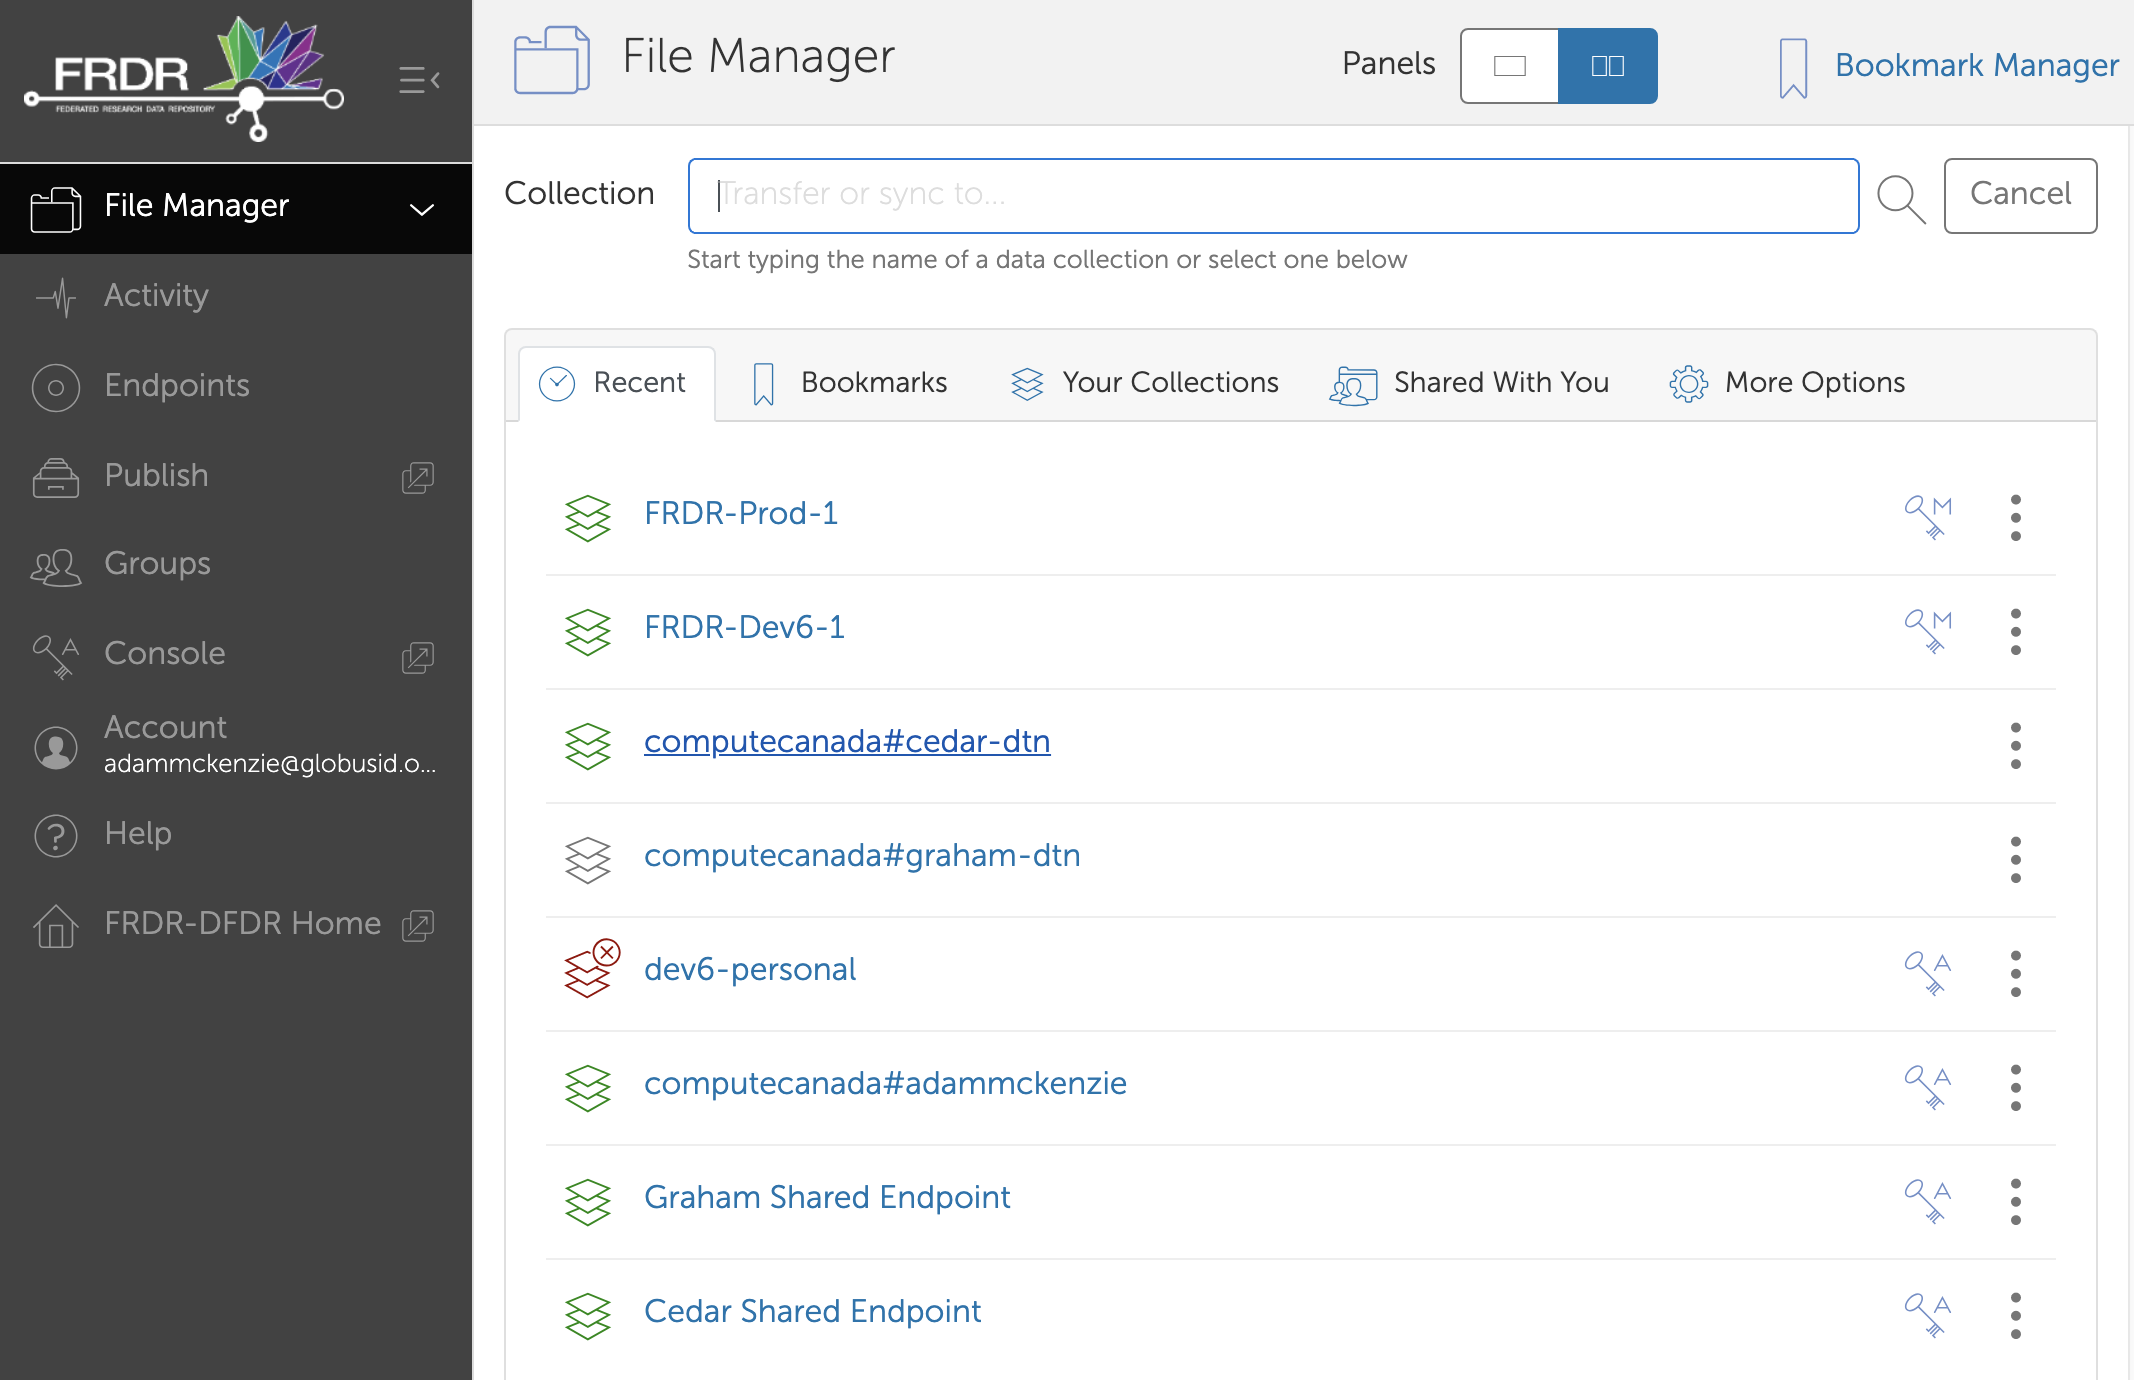 FRDR
FEDERATED RESEARCH DATA REPOSITORY
File Manager
Activity
Endpoints
Publish
Groups
Console
Account
adammckenzie@globusid.o...
Help
FRDR-DFDR Home
File Manager
Panels
Bookmark Manager
Collection
Transfer or sync to...
Cancel
Start typing the name of a data collection or select one below
Recent
Bookmarks
Your Collections
Shared With You
More Options
FRDR-Prod-1
M
FRDR-Dev6-1
M
computecanada#cedar-dtn
computecanada#graham-dtn
dev6-personal
A
computecanada#adammckenzie
A
Graham Shared Endpoint
A
Cedar Shared Endpoint
A